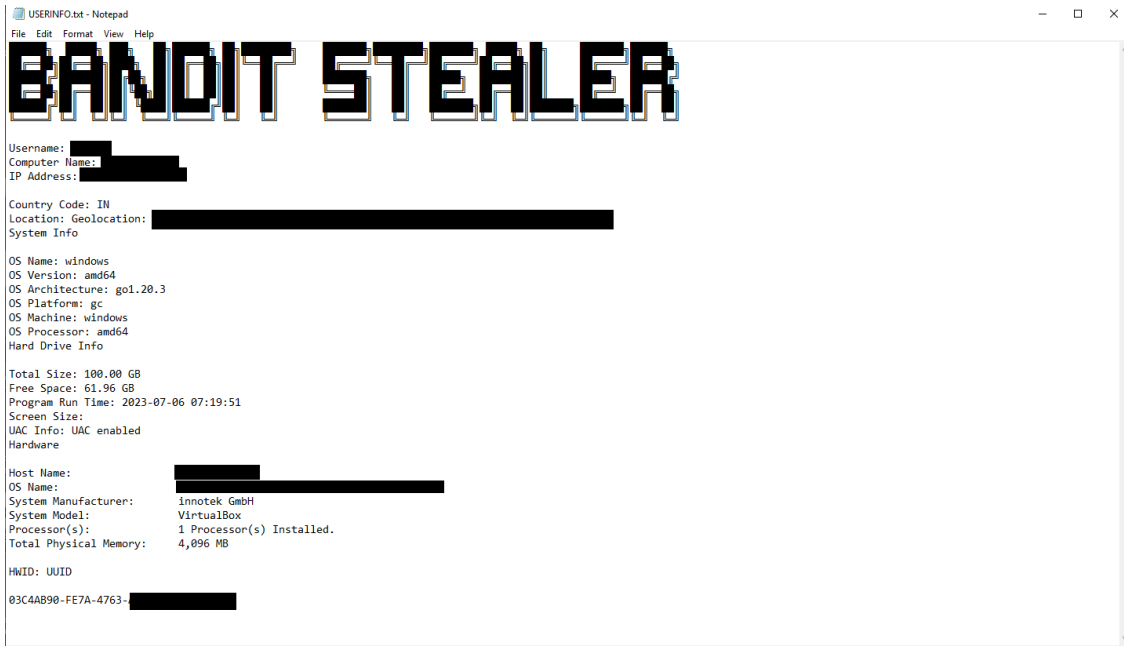 USERINFO.txt - Notepad
File Edit Format View Help
BANDIT STEALER
Username:
Computer Name:
IP Address:
Country Code: IN
Location: Geolocation:
System Info
OS Name: windows
OS Version: amd64
OS Architecture: go1.20.3
OS Platform: gc
OS Machine: windows
OS Processor: amd64
Hard Drive Info
Total Size: 100.00 GB
Free Space: 61.96 GB
Program Run Time: 2023-07-06 07:19:51
Screen Size:
UAC Info: UAC enabled
Hardware
Host Name:
OS Name:
System Manufacturer: innotek GmbH
System Model: VirtualBox
Processor(s): 1 Processor(s) Installed.
Total Physical Memory: 4,096 MB
HWID: UUID
03C4AB90-FE7A-4763-